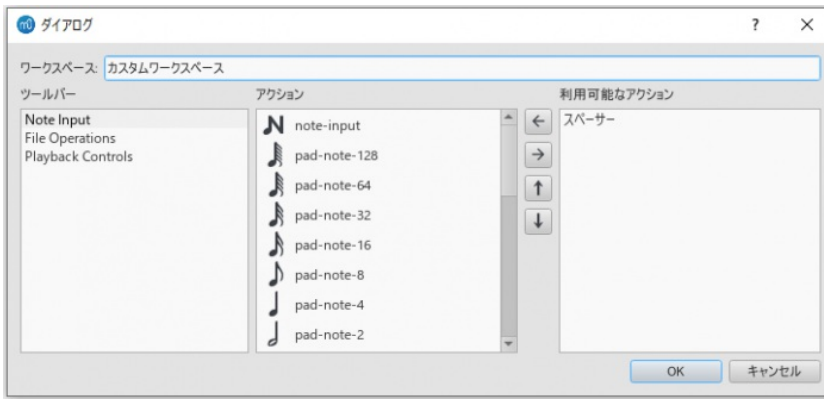 ダイアログ
?
ワークスペース: カスタムワークスペース
ツールバー
アクション
利用可能なアクション
Note Input
File Operations
Playback Controls
note-input
pad-note-128
pad-note-64
pad-note-32
pad-note-16
pad-note-8
pad-note-4
pad-note-2
スペーサー
OK
キャンセル